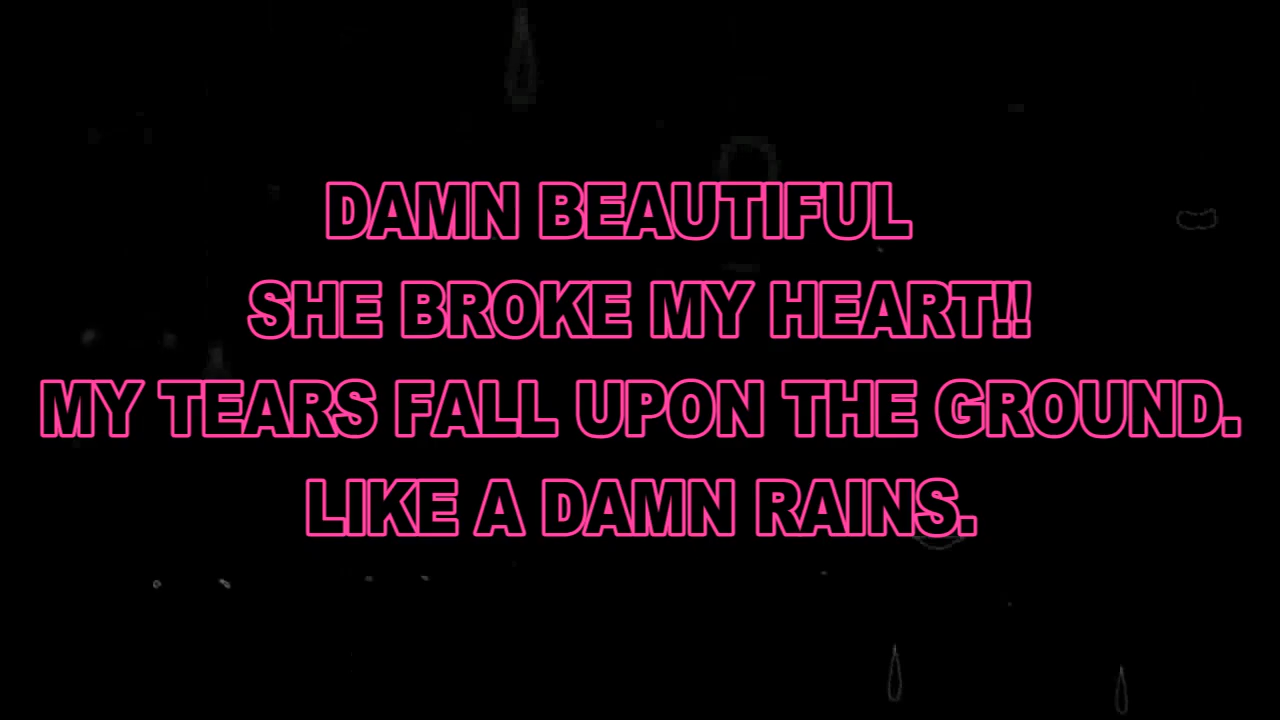 DAMN BEAUTIFUL
SHE BROKE MY HEART!!
MY TEARS FALL UPON THE GROUND.
LIKE A DAMN RAINS.